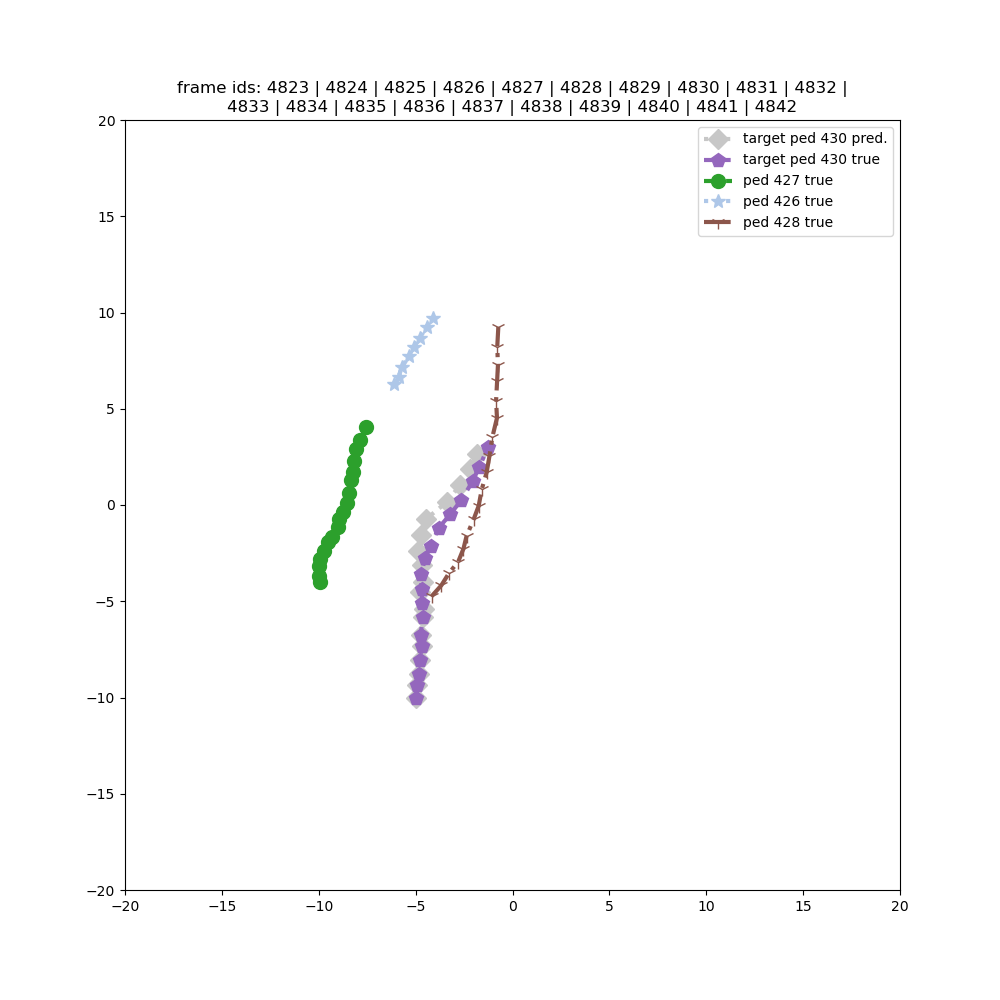 frame ids: 4823 | 4824 | 4825 | 4826 | 4827 | 4828 | 4829 | 4830 | 4831 | 4832 |
4833 | 4834 | 4835 | 4836 | 4837 | 4838 | 4839 | 4840 | 4841 | 4842
target ped 430 pred.
target ped 430 true
ped 427 true
ped 426 true
ped 428 true
20
15
10
5
0
−5
−10
−15
−20
−20 −15 −10 −5 0 5 10 15 20